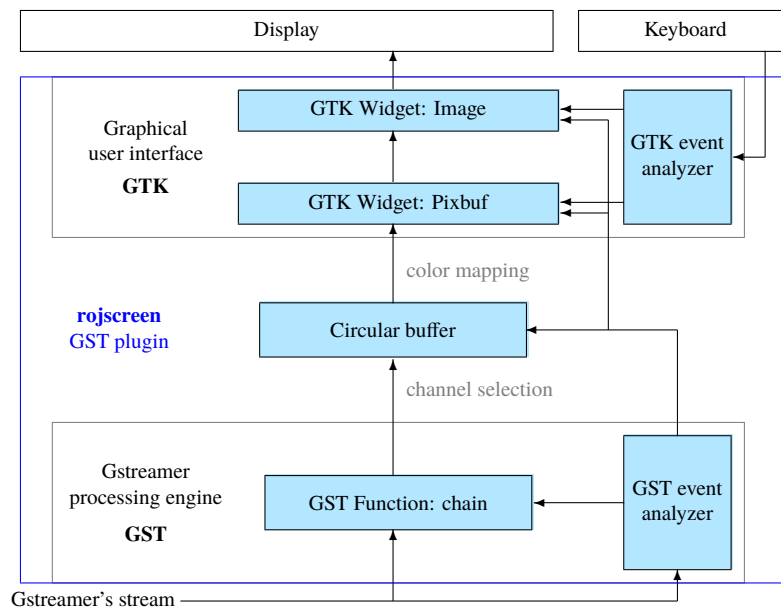 Display
Keyboard
GTK Widget: Image
Graphical
user interface
GTK
GTK event
analyzer
GTK Widget: Pixbuf
color mapping
rojscreen
GST plugin
Circular buffer
channel selection
Gstreamer
processing engine
GST
GST Function: chain
GST event
analyzer
Gstreamer's stream